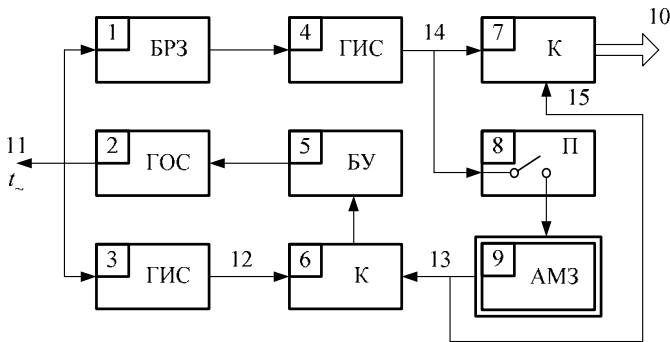 10
1 БРЗ
4 ГИС
14
7 К
15
11
t~
2 ГОС
5 БУ
8 П
3 ГИС
12
6 К
13
9 АМЗ